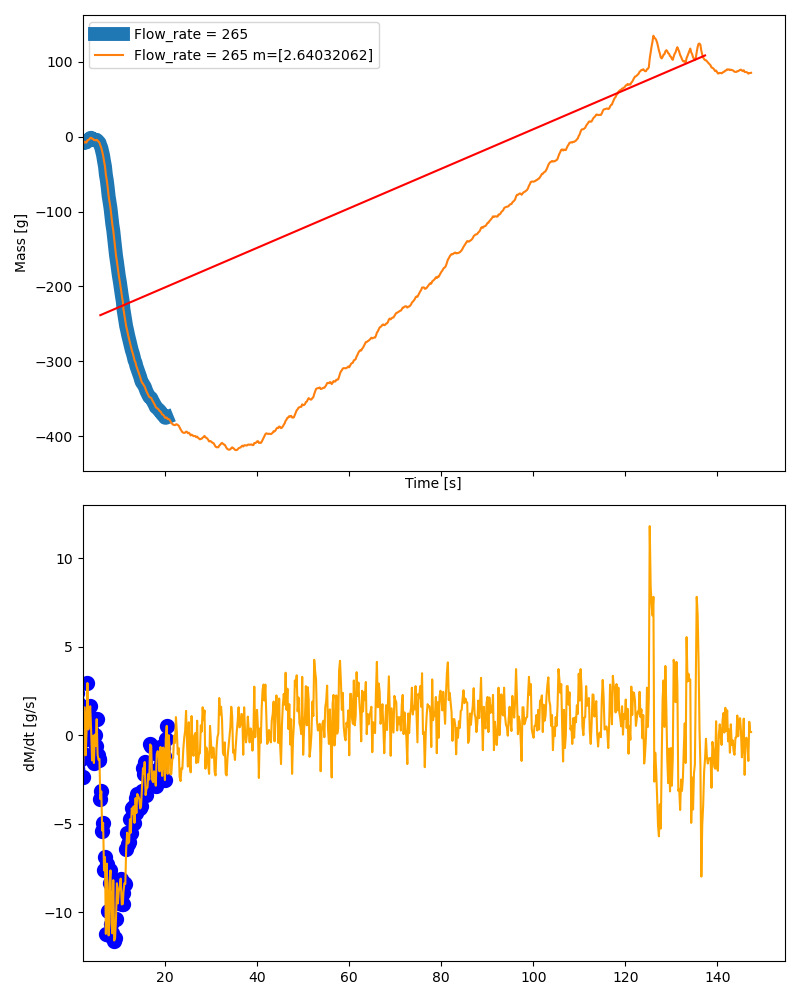 Flow_rate = 265
Flow_rate = 265 m=[2.64032062]
Mass [g]
100
0
−100
−200
−300
−400
Time [s]
dM/dt [g/s]
10
5
0
−5
−10
20 40 60 80 100 120 140